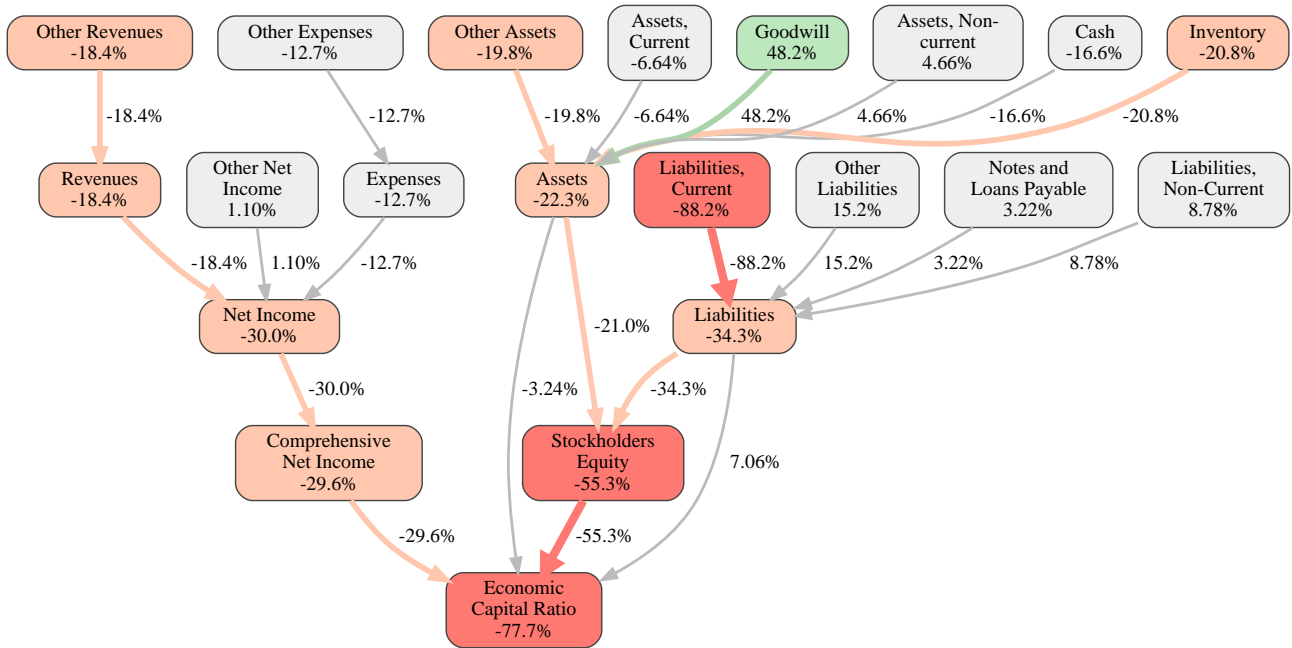 Other Revenues
-18.4%
Other Expenses
-12.7%
Other Assets
-19.8%
Assets,
Current
-6.64%
Goodwill
48.2%
Assets, Non-
current
4.66%
Cash
-16.6%
Inventory
-20.8%
-18.4%
-12.7%
-19.8%
-6.64%
48.2%
4.66%
-16.6%
-20.8%
Revenues
-18.4%
Other Net
Income
1.10%
Expenses
-12.7%
Assets
-22.3%
Liabilities,
Current
-88.2%
Other
Liabilities
15.2%
Notes and
Loans Payable
3.22%
Liabilities,
Non-Current
8.78%
-18.4%
1.10%
-12.7%
-88.2%
15.2%
3.22%
8.78%
Net Income
-30.0%
-21.0%
Liabilities
-34.3%
-30.0%
-3.24%
-34.3%
Comprehensive
Net Income
-29.6%
Stockholders
Equity
-55.3%
7.06%
-29.6%
-55.3%
Economic
Capital Ratio
-77.7%